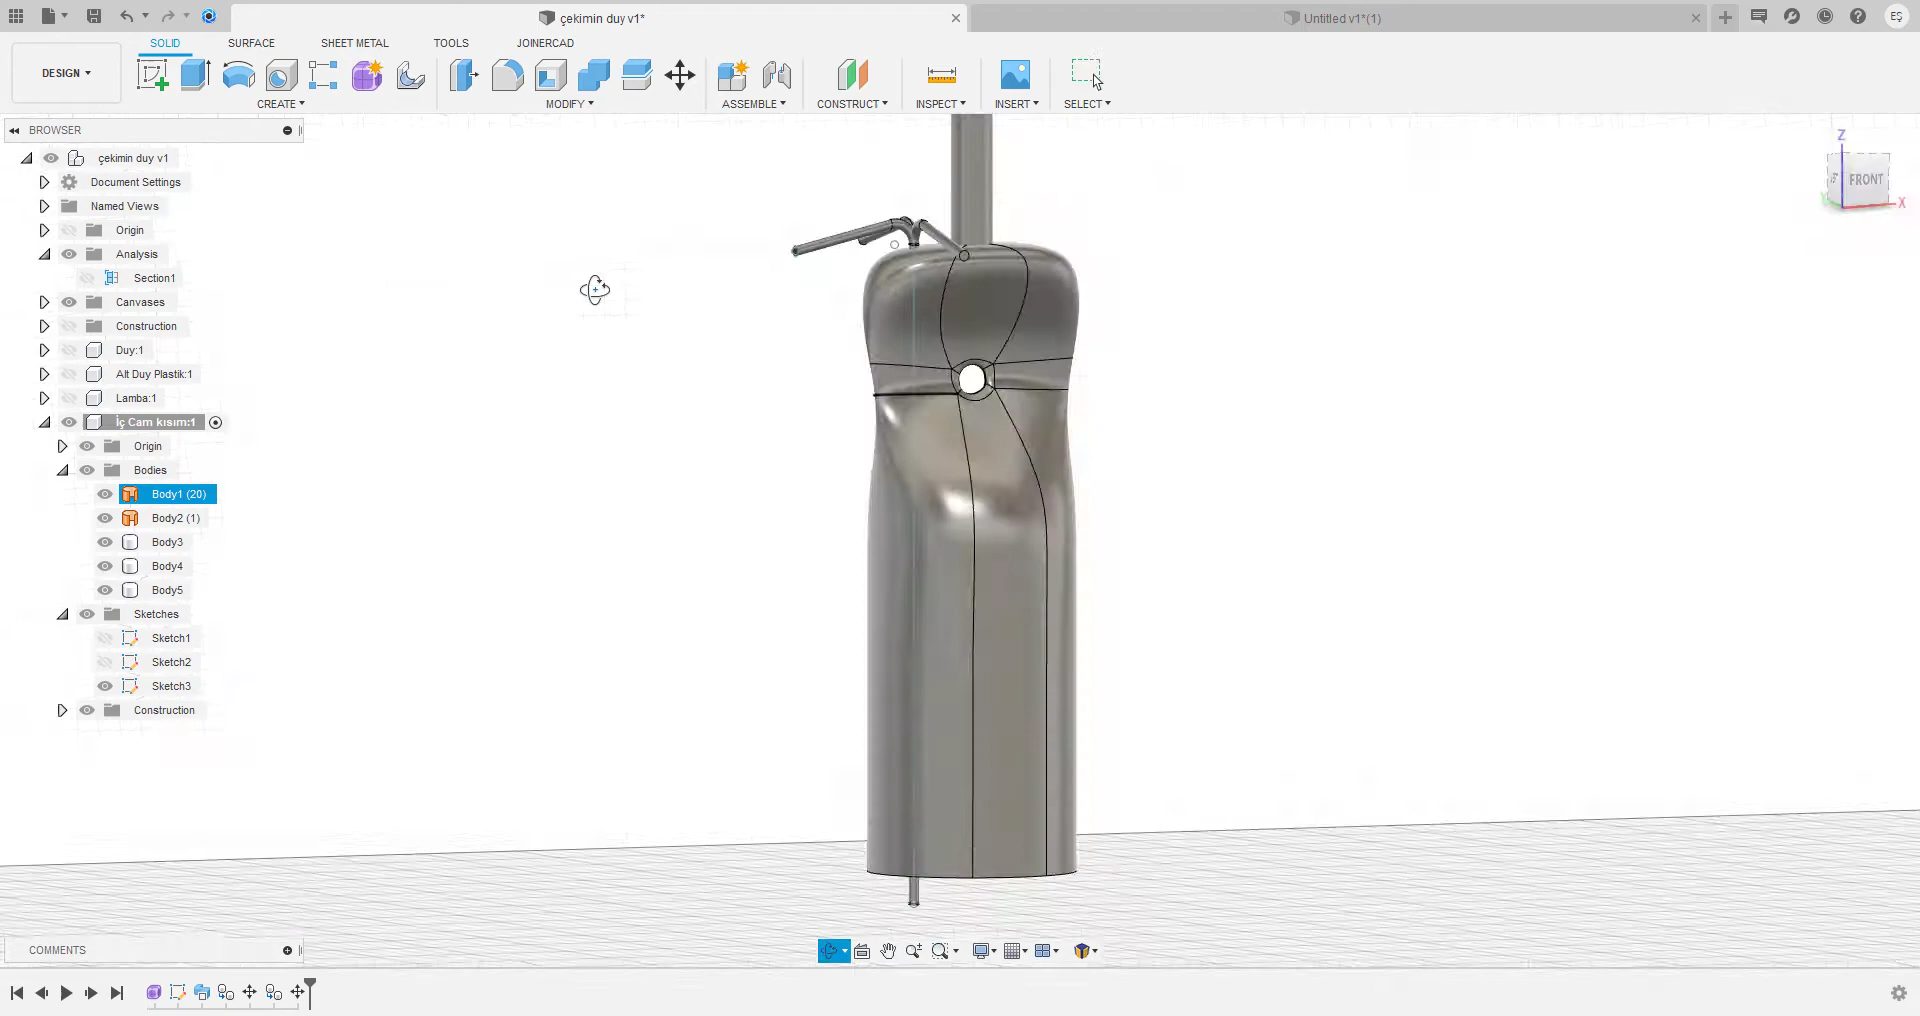 çekimin duy v1*
Untitled v1*(1)
EŞ
SOLID
SURFACE
SHEET METAL
TOOLS
JOINERCAD
DESIGN
CREATE
MODIFY
ASSEMBLE
CONSTRUCT
INSPECT
INSERT
SELECT
BROWSER
çekimin duy v1
Document Settings
Named Views
Origin
Analysis
Section1
Canvases
Construction
Duy:1
Alt Duy Plastik:1
Lamba:1
İç Cam kısım:1
Origin
Bodies
Body1 (20)
Body2 (1)
Body3
Body4
Body5
Sketches
Sketch1
Sketch2
Sketch3
Construction
Z
FRONT
X
COMMENTS